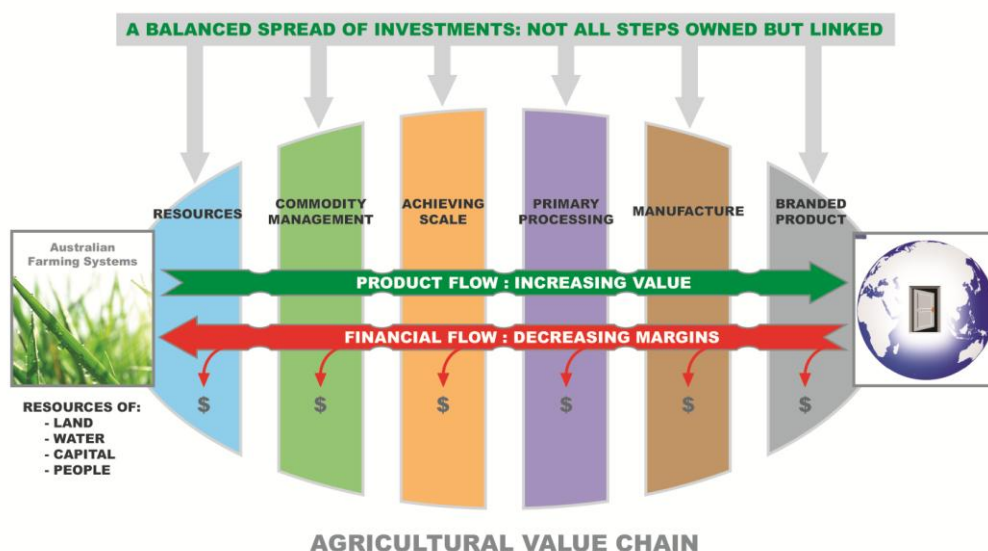 A BALANCED SPREAD OF INVESTMENTS: NOT ALL STEPS OWNED BUT LINKED
RESOURCES
COMMODITY
MANAGEMENT
ACHIEVING
SCALE
PRIMARY
PROCESSING
MANUFACTURE
BRANDED
PRODUCT
Australian
Farming Systems
PRODUCT FLOW : INCREASING VALUE
FINANCIAL FLOW : DECREASING MARGINS
$ $ $ $ $ $
RESOURCES OF:
- LAND
- WATER
- CAPITAL
- PEOPLE
AGRICULTURAL VALUE CHAIN